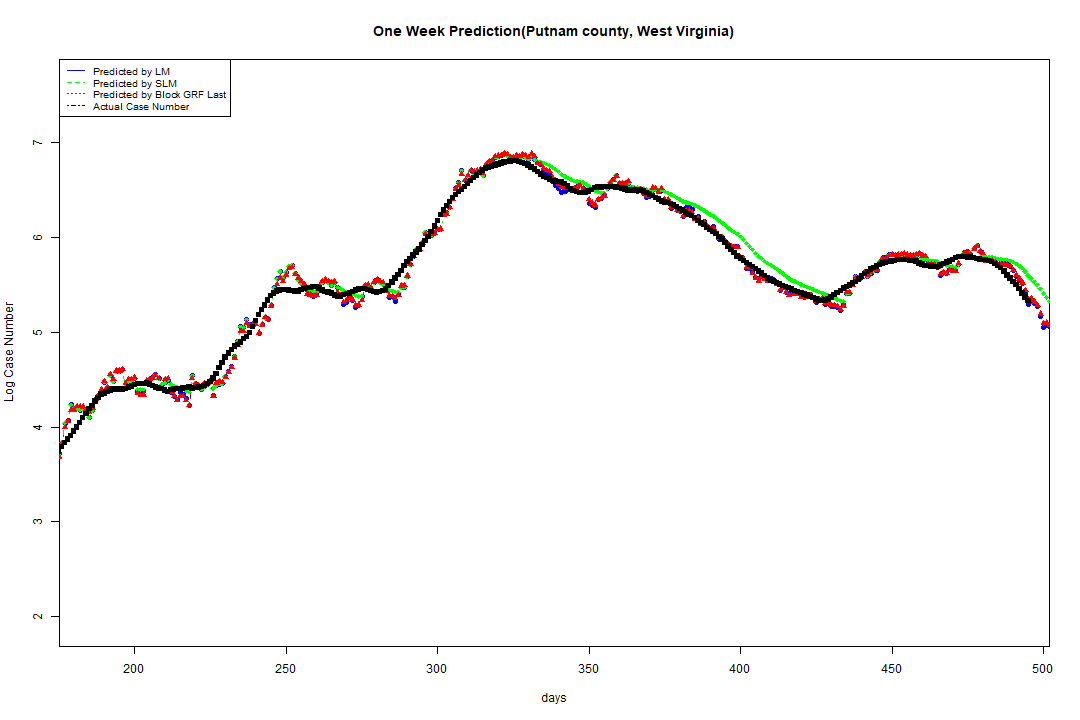 One Week Prediction(Putnam county, West Virginia)
Predicted by LM
Predicted by SLM
Predicted by Block GRF Last
Actual Case Number
7
6
5
4
3
2
Log Case Number
200 250 300 350 400 450 500
days